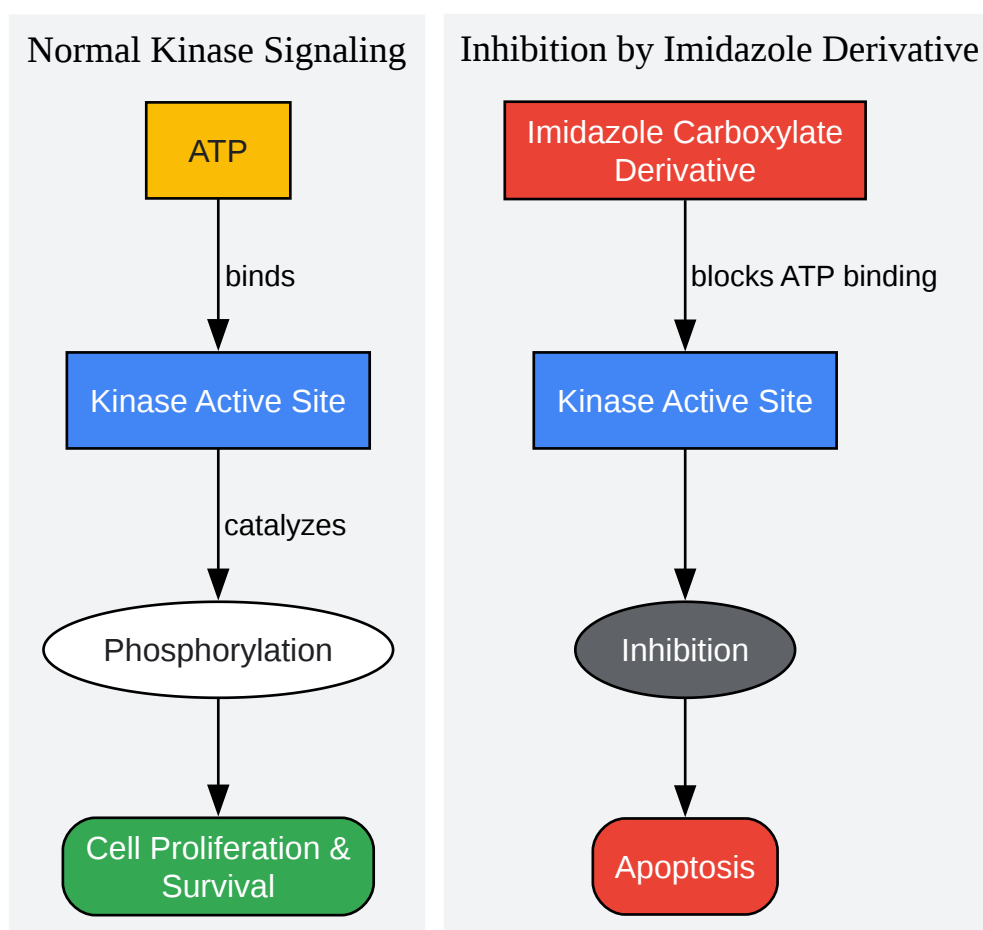 Normal Kinase Signaling
ATP
binds
Kinase Active Site
catalyzes
Phosphorylation
Cell Proliferation &
Survival
Inhibition by Imidazole Derivative
Imidazole Carboxylate
Derivative
blocks ATP binding
Kinase Active Site
Inhibition
Apoptosis